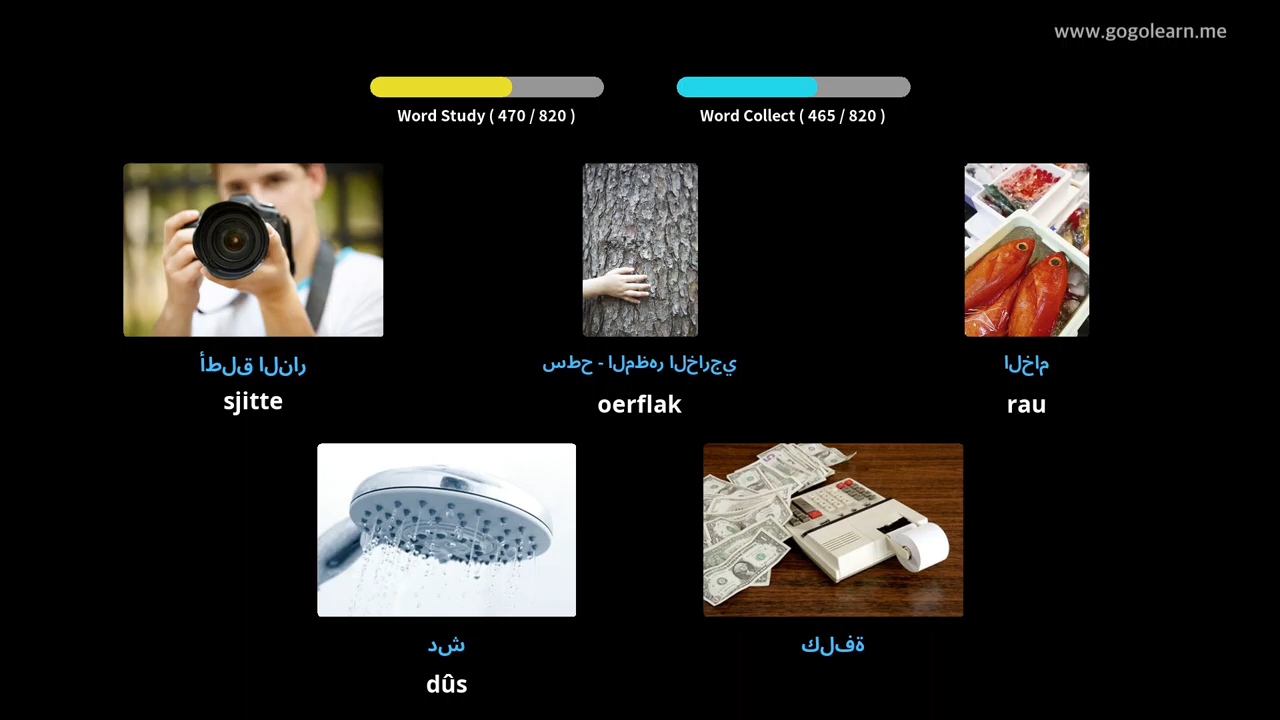 www.gogolearn.me
Word Study ( 470 / 820 )
Word Collect ( 465 / 820 )
أطلق النار
سطح - المظهر الخارجي
الخام
sjitte
oerflak
rau
دش
كلفة
dûs